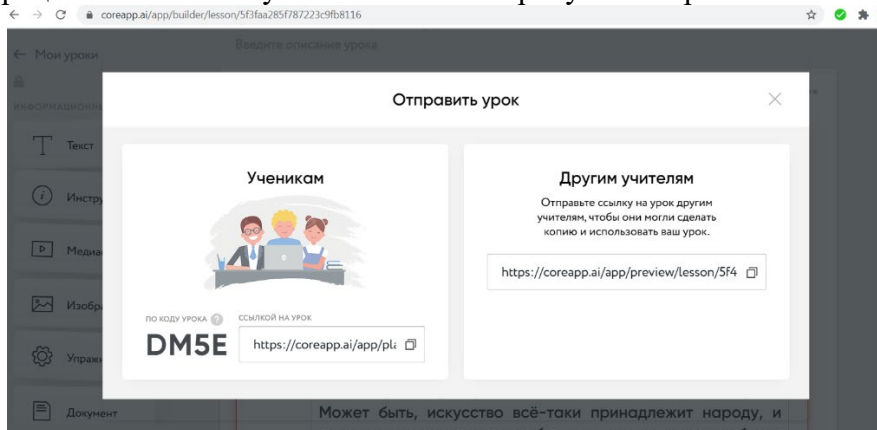 coreapp.ai/app/builder/lesson/5f3faa285f787223c9fb8116
Введите описание урока
← Мои уроки
Отправить урок
Текст
Ученикам
Другим учителям
Отправьте ссылку на урок другим
учителям, чтобы они могли сделать
копию и использовать ваш урок.
https://coreapp.ai/app/preview/lesson/5f4
ПО КОДУ УРОКА ?
ССЫЛКОЙ НА УРОК
DM5E
https://coreapp.ai/app/pl
Документ
Может быть, искусство всё-таки принадлежит народу, и